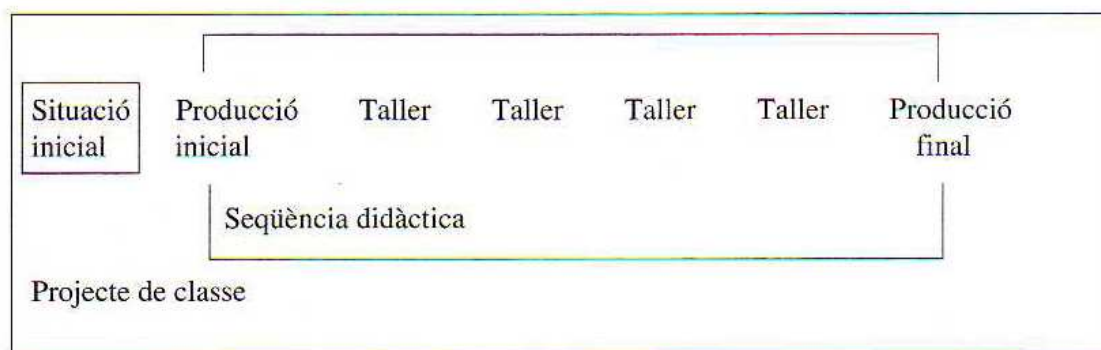 Situació Producció Taller Taller Taller Taller Producció
inicial inicial final
Seqüència didàctica
Projecte de classe